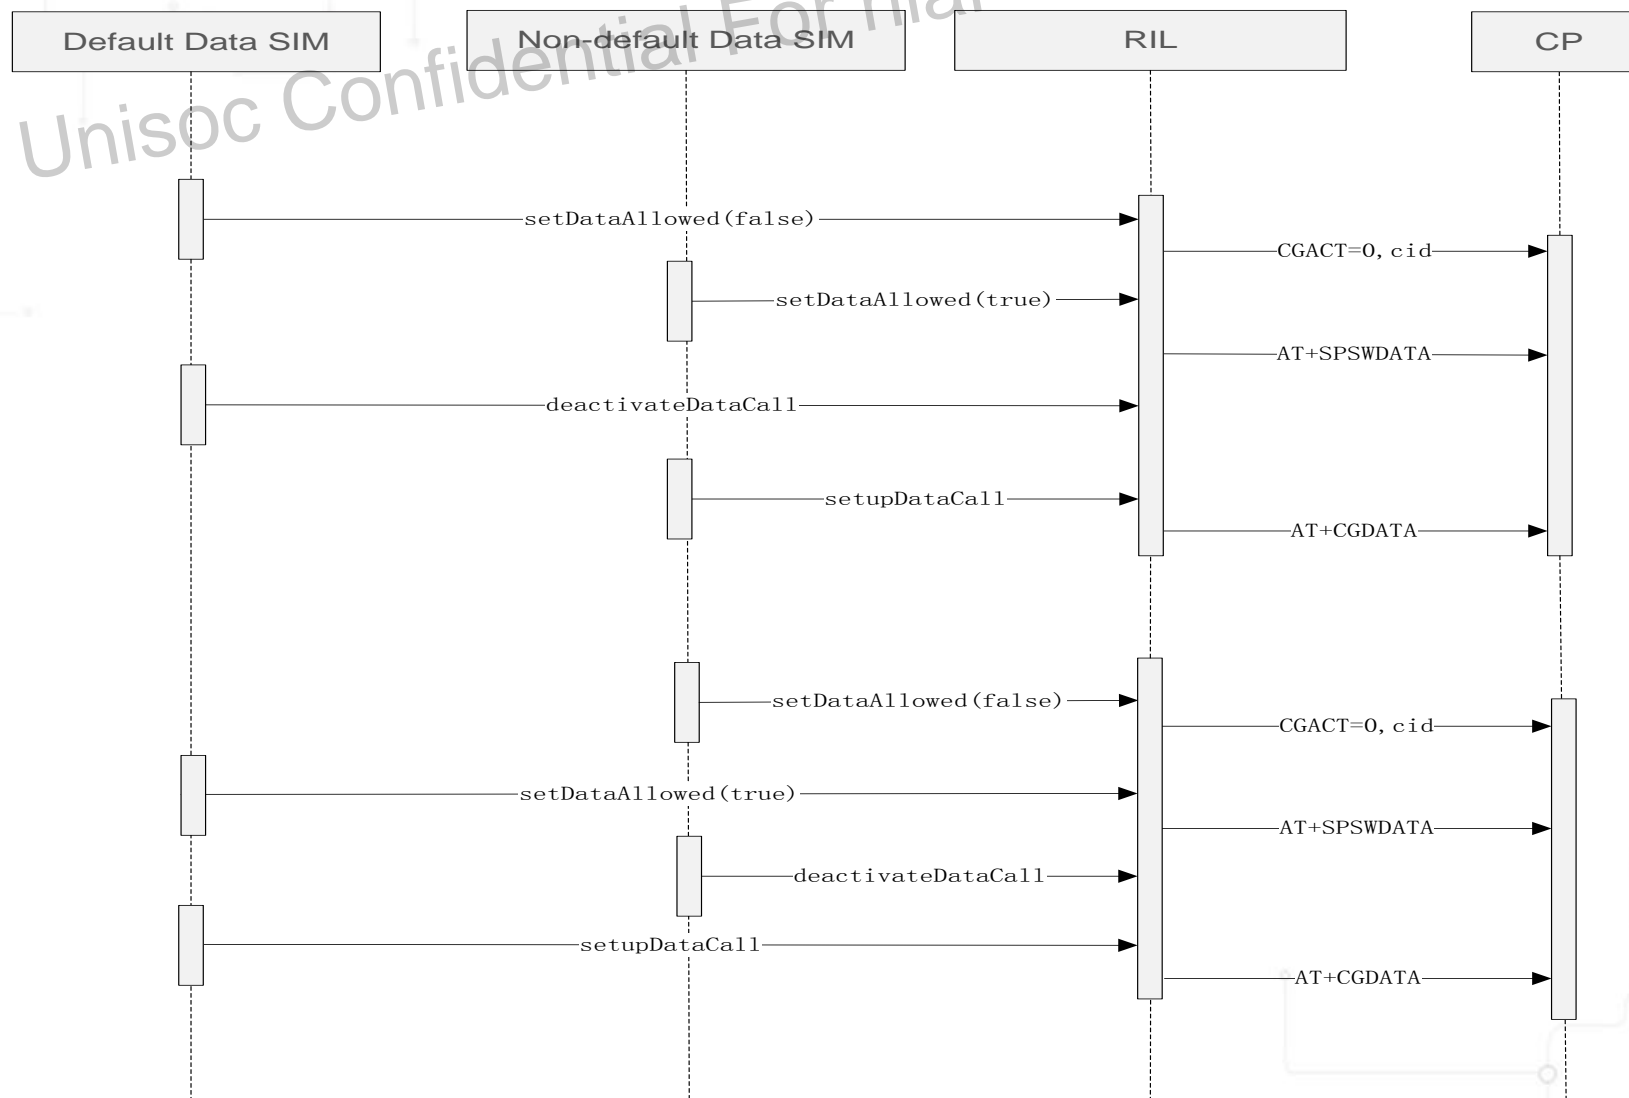 Default Data SIM
Non-default Data SIM
RIL
CP
Unisoc Confidential For hiar
setDataAllowed(false)
CGACT=0,cid
setDataAllowed(true)
AT+SPSWDATA
deactivateDataCall
setupDataCall
AT+CGDATA
setDataAllowed(false)
CGACT=0,cid
setDataAllowed(true)
AT+SPSWDATA
deactivateDataCall
setupDataCall
AT+CGDATA